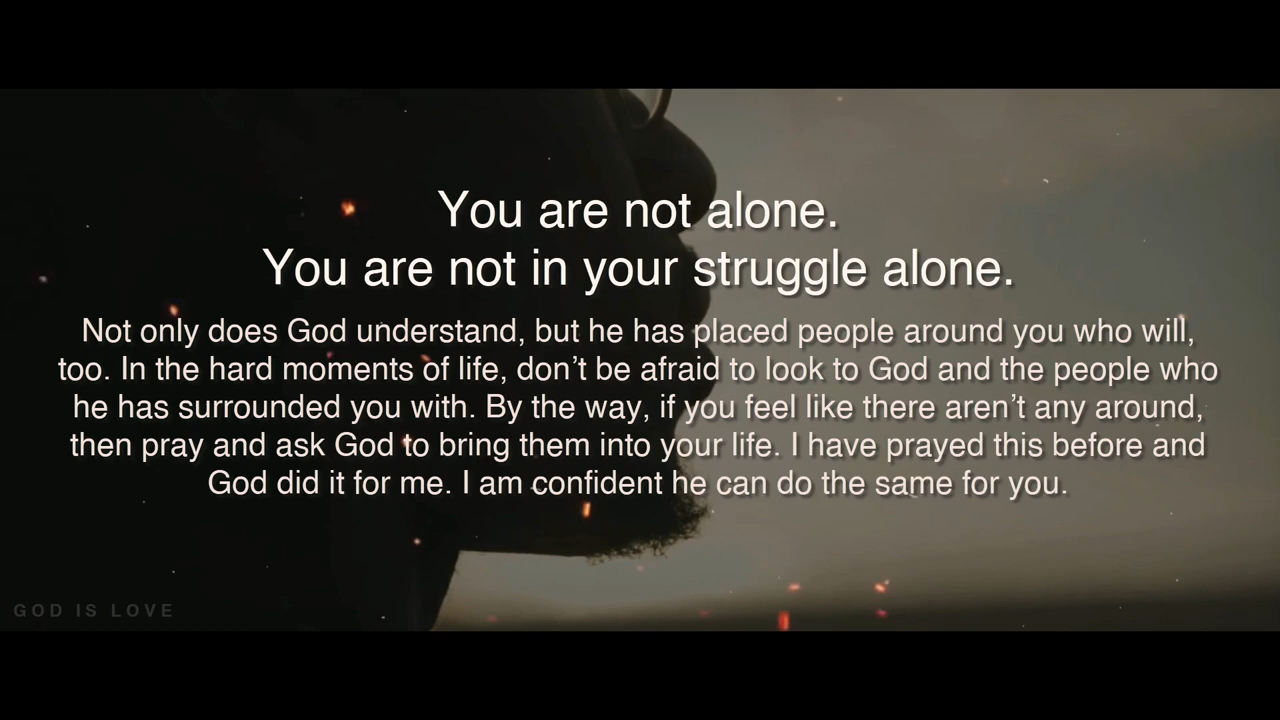 You are not alone.
You are not in your struggle alone.
Not only does God understand, but he has placed people around you who will,
too. In the hard moments of life, don’t be afraid to look to God and the people who
he has surrounded you with. By the way, if you feel like there aren’t any around,
then pray and ask God to bring them into your life. I have prayed this before and
God did it for me. I am confident he can do the same for you.
GOD IS LOVE